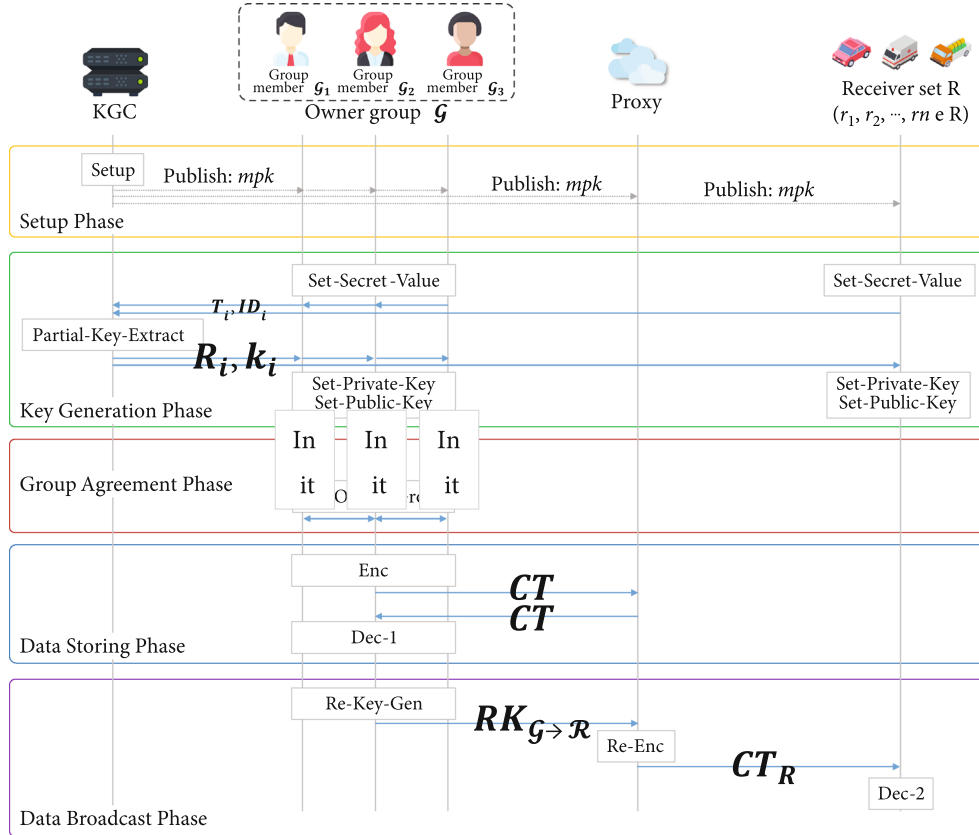 Group member 𝓖1
Group member 𝓖2
Group member 𝓖3
KGC
Owner group 𝓖
Proxy
Receiver set R
(r1, r2, ..., rn e R)
Setup
Publish: mpk
Publish: mpk
Publish: mpk
Setup Phase
Set-Secret-Value
Set-Secret-Value
Ti, IDi
Partial-Key-Extract
Ri, ki
Set-Private-Key
Set-Public-Key
Set-Private-Key
Set-Public-Key
Key Generation Phase
In
it
In
it
In
it
Group Agreement Phase
Enc
CT
CT
Dec-1
Data Storing Phase
Re-Key-Gen
RK𝓖→𝓡
Re-Enc
CTR
Dec-2
Data Broadcast Phase